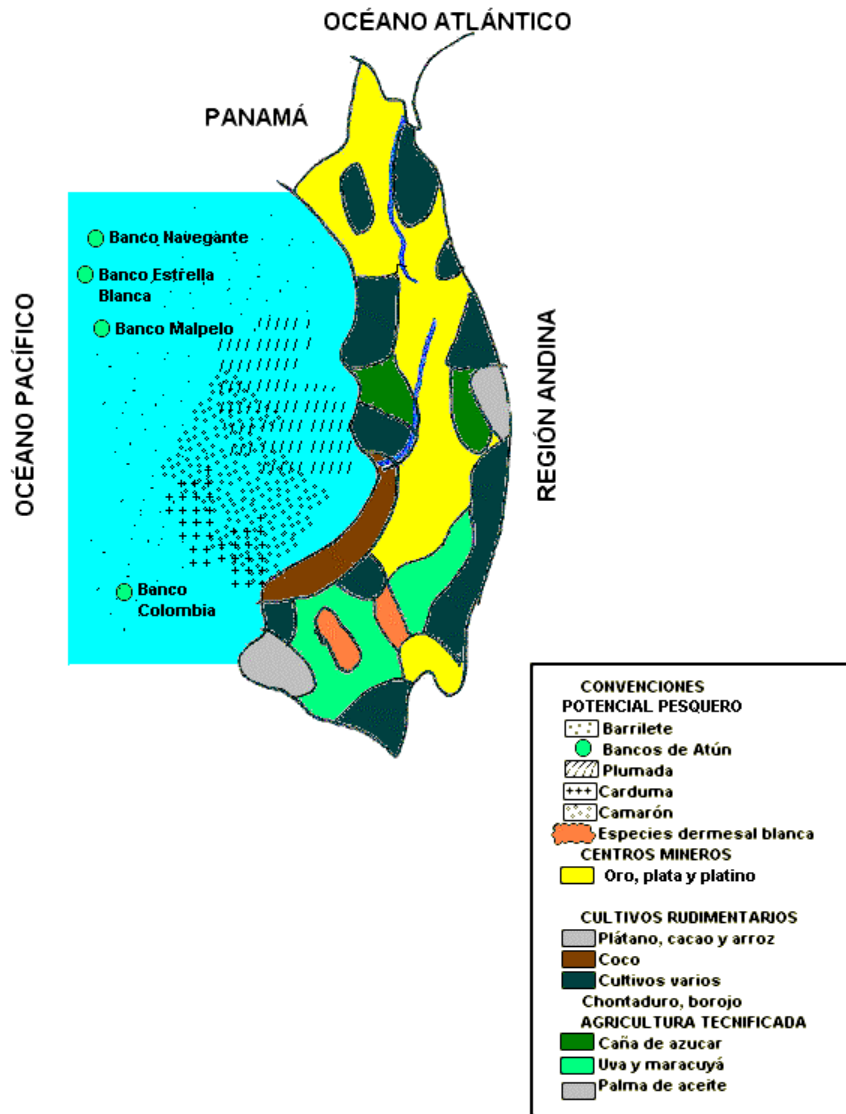 OCÉANO ATLÁNTICO
PANAMÁ
OCÉANO PACÍFICO
Banco Navegante
Banco Estrella
Blanca
Banco Malpelo
REGIÓN ANDINA
Banco
Colombia
CONVENCIONES
POTENCIAL PESQUERO
Barrilete
Bancos de Atún
Plumada
Carduma
Camarón
Especies dermesal blanca
CENTROS MINEROS
Oro, plata y platino
CULTIVOS RUDIMENTARIOS
Plátano, cacao y arroz
Coco
Cultivos varios
Chontaduro, borojo
AGRICULTURA TECNIFICADA
Caña de azucar
Uva y maracuyá
Palma de aceite